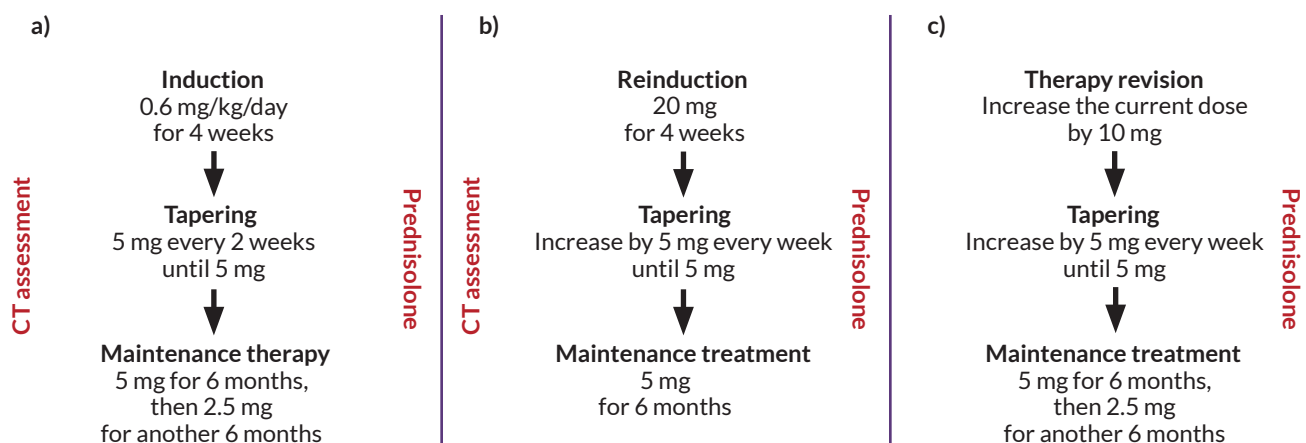 a)
Induction
0.6 mg/kg/day
for 4 weeks
CT assessment
Prednisolone
Tapering
5 mg every 2 weeks
until 5 mg
Maintenance therapy
5 mg for 6 months,
then 2.5 mg
for another 6 months
b)
Reinduction
20 mg
for 4 weeks
CT assessment
Prednisolone
Tapering
Increase by 5 mg every week
until 5 mg
Maintenance treatment
5 mg
for 6 months
c)
Therapy revision
Increase the current dose
by 10 mg
Prednisolone
Tapering
Increase by 5 mg every week
until 5 mg
Maintenance treatment
5 mg for 6 months,
then 2.5 mg
for another 6 months